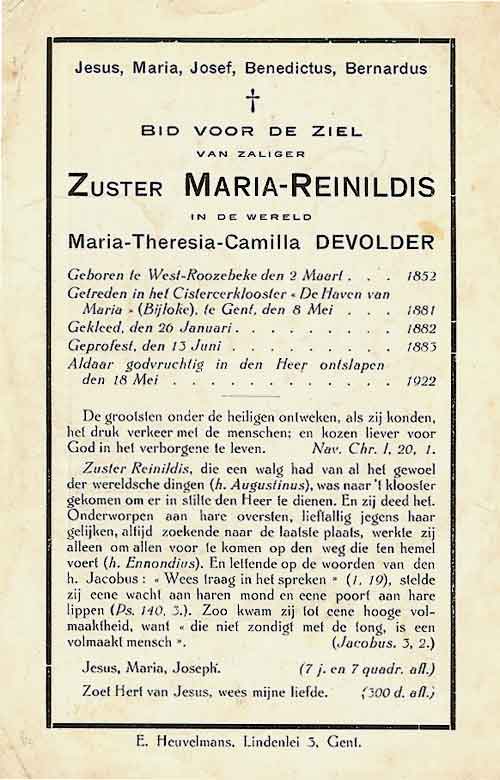 Jesus, Maria, Josef, Benedictus, Bernardus
BID VOOR DE ZIEL
VAN ZALIGER
ZUSTER MARIA-REINILDIS
IN DE WERELD
Maria-Theresia-Camilla DEVOLDER
Geboren te West-Roozebeke den 2 Maart . . . 1852
Getreden in het Cistercerklooster « De Haven van
Maria » (Bijloke), te Gent, den 8 Mei . . . 1881
Gekleed, den 26 Januari . . . . . . . . . 1882
Geprofest, den 13 Juni . . . . . . . . . 1883
Aldaar godvruchtig in den Heer ontslapen
den 18 Mei . . . . . . . . . . . . 1922
De grootsten onder de heiligen ontweken, als zij konden,
het druk verkeer met de menschen; en kozen liever voor
God in het verborgene te leven. Nav. Chr. I, 20, 1.
Zuster Reinildis, die een walg had van al het gewoel
der wereldsche dingen (h. Augustinus), was naar 't klooster
gekomen om er in stilte den Heer te dienen. En zij deed het.
Onderworpen aan hare oversten, lieftallig jegens haar
gelijken, altijd zoekende naar de laatste plaats, werkte zij
alleen om allen voor te komen op den weg die ten hemel
voert (h. Ennondius). En lettende op de woorden van den
h. Jacobus : « Wees traag in het spreken » (1, 19), stelde
zij eene wacht aan haren mond en eene poort aan hare
lippen (Ps. 140, 3.). Zoo kwam zij tot eene hooge vol-
maaktheid, want « die niet zondigt met de tong, is een
volmaakt mensch ». (Jacobus. 3, 2.)
Jesus, Maria, Joseph. (7 j. en 7 quadr. afl.)
Zoet Hert van Jesus, wees mijne liefde. (300 d. afl.)
E. Heuvelmans, Lindenlei 3, Gent.